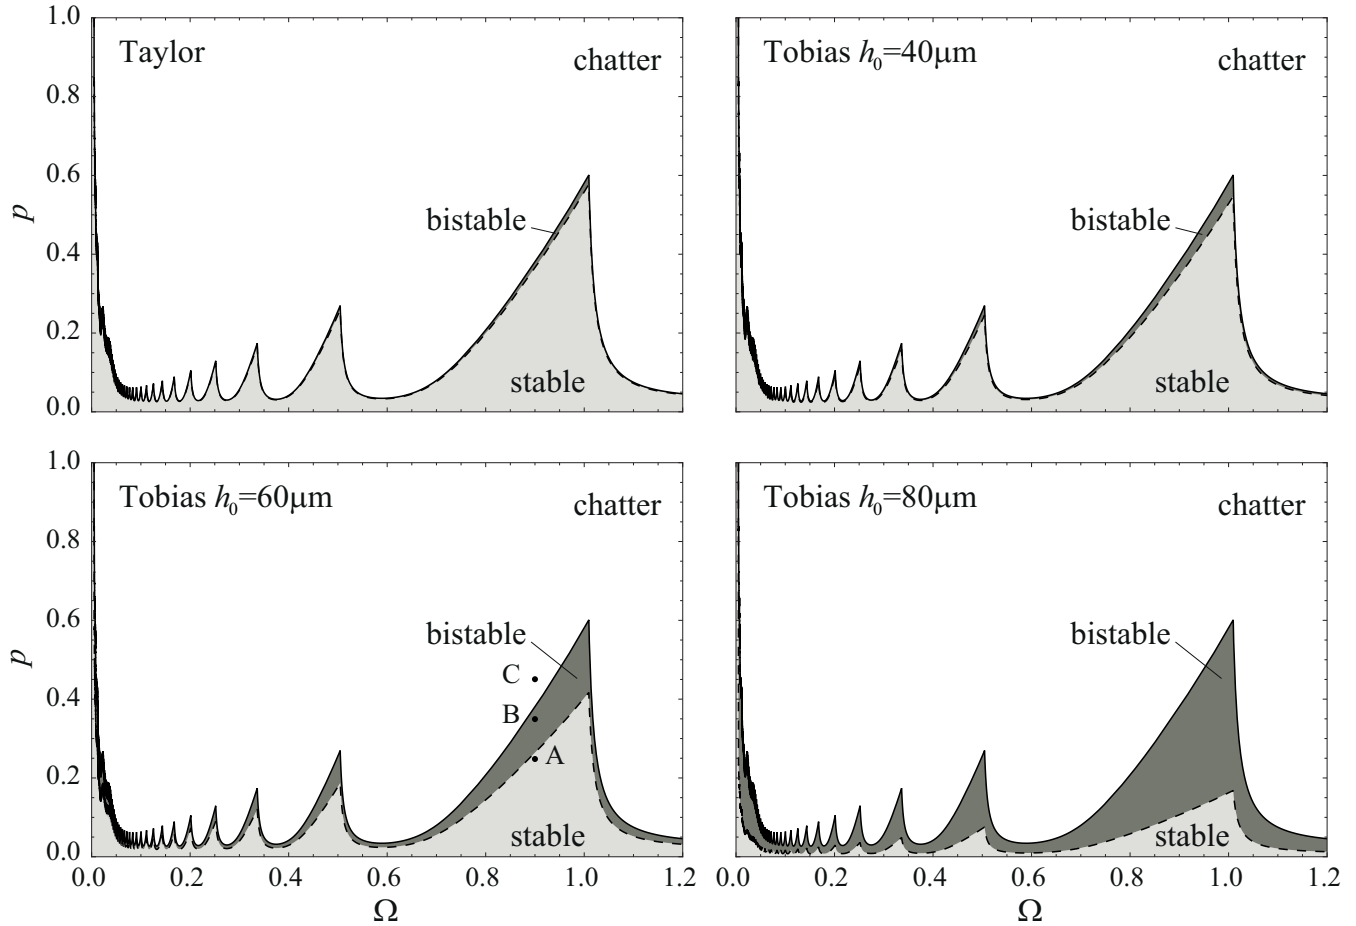 1.0
Taylor
chatter
0.8
0.6
p
bistable
0.4
0.2
stable
0.0
Tobias h₀=40μm
chatter
bistable
stable
1.0
Tobias h₀=60μm
chatter
0.8
0.6
bistable
p
C
0.4
B
A
0.2
stable
0.0
0.0 0.2 0.4 0.6 0.8 1.0 1.2
Ω
Tobias h₀=80μm
chatter
bistable
stable
0.0 0.2 0.4 0.6 0.8 1.0 1.2
Ω